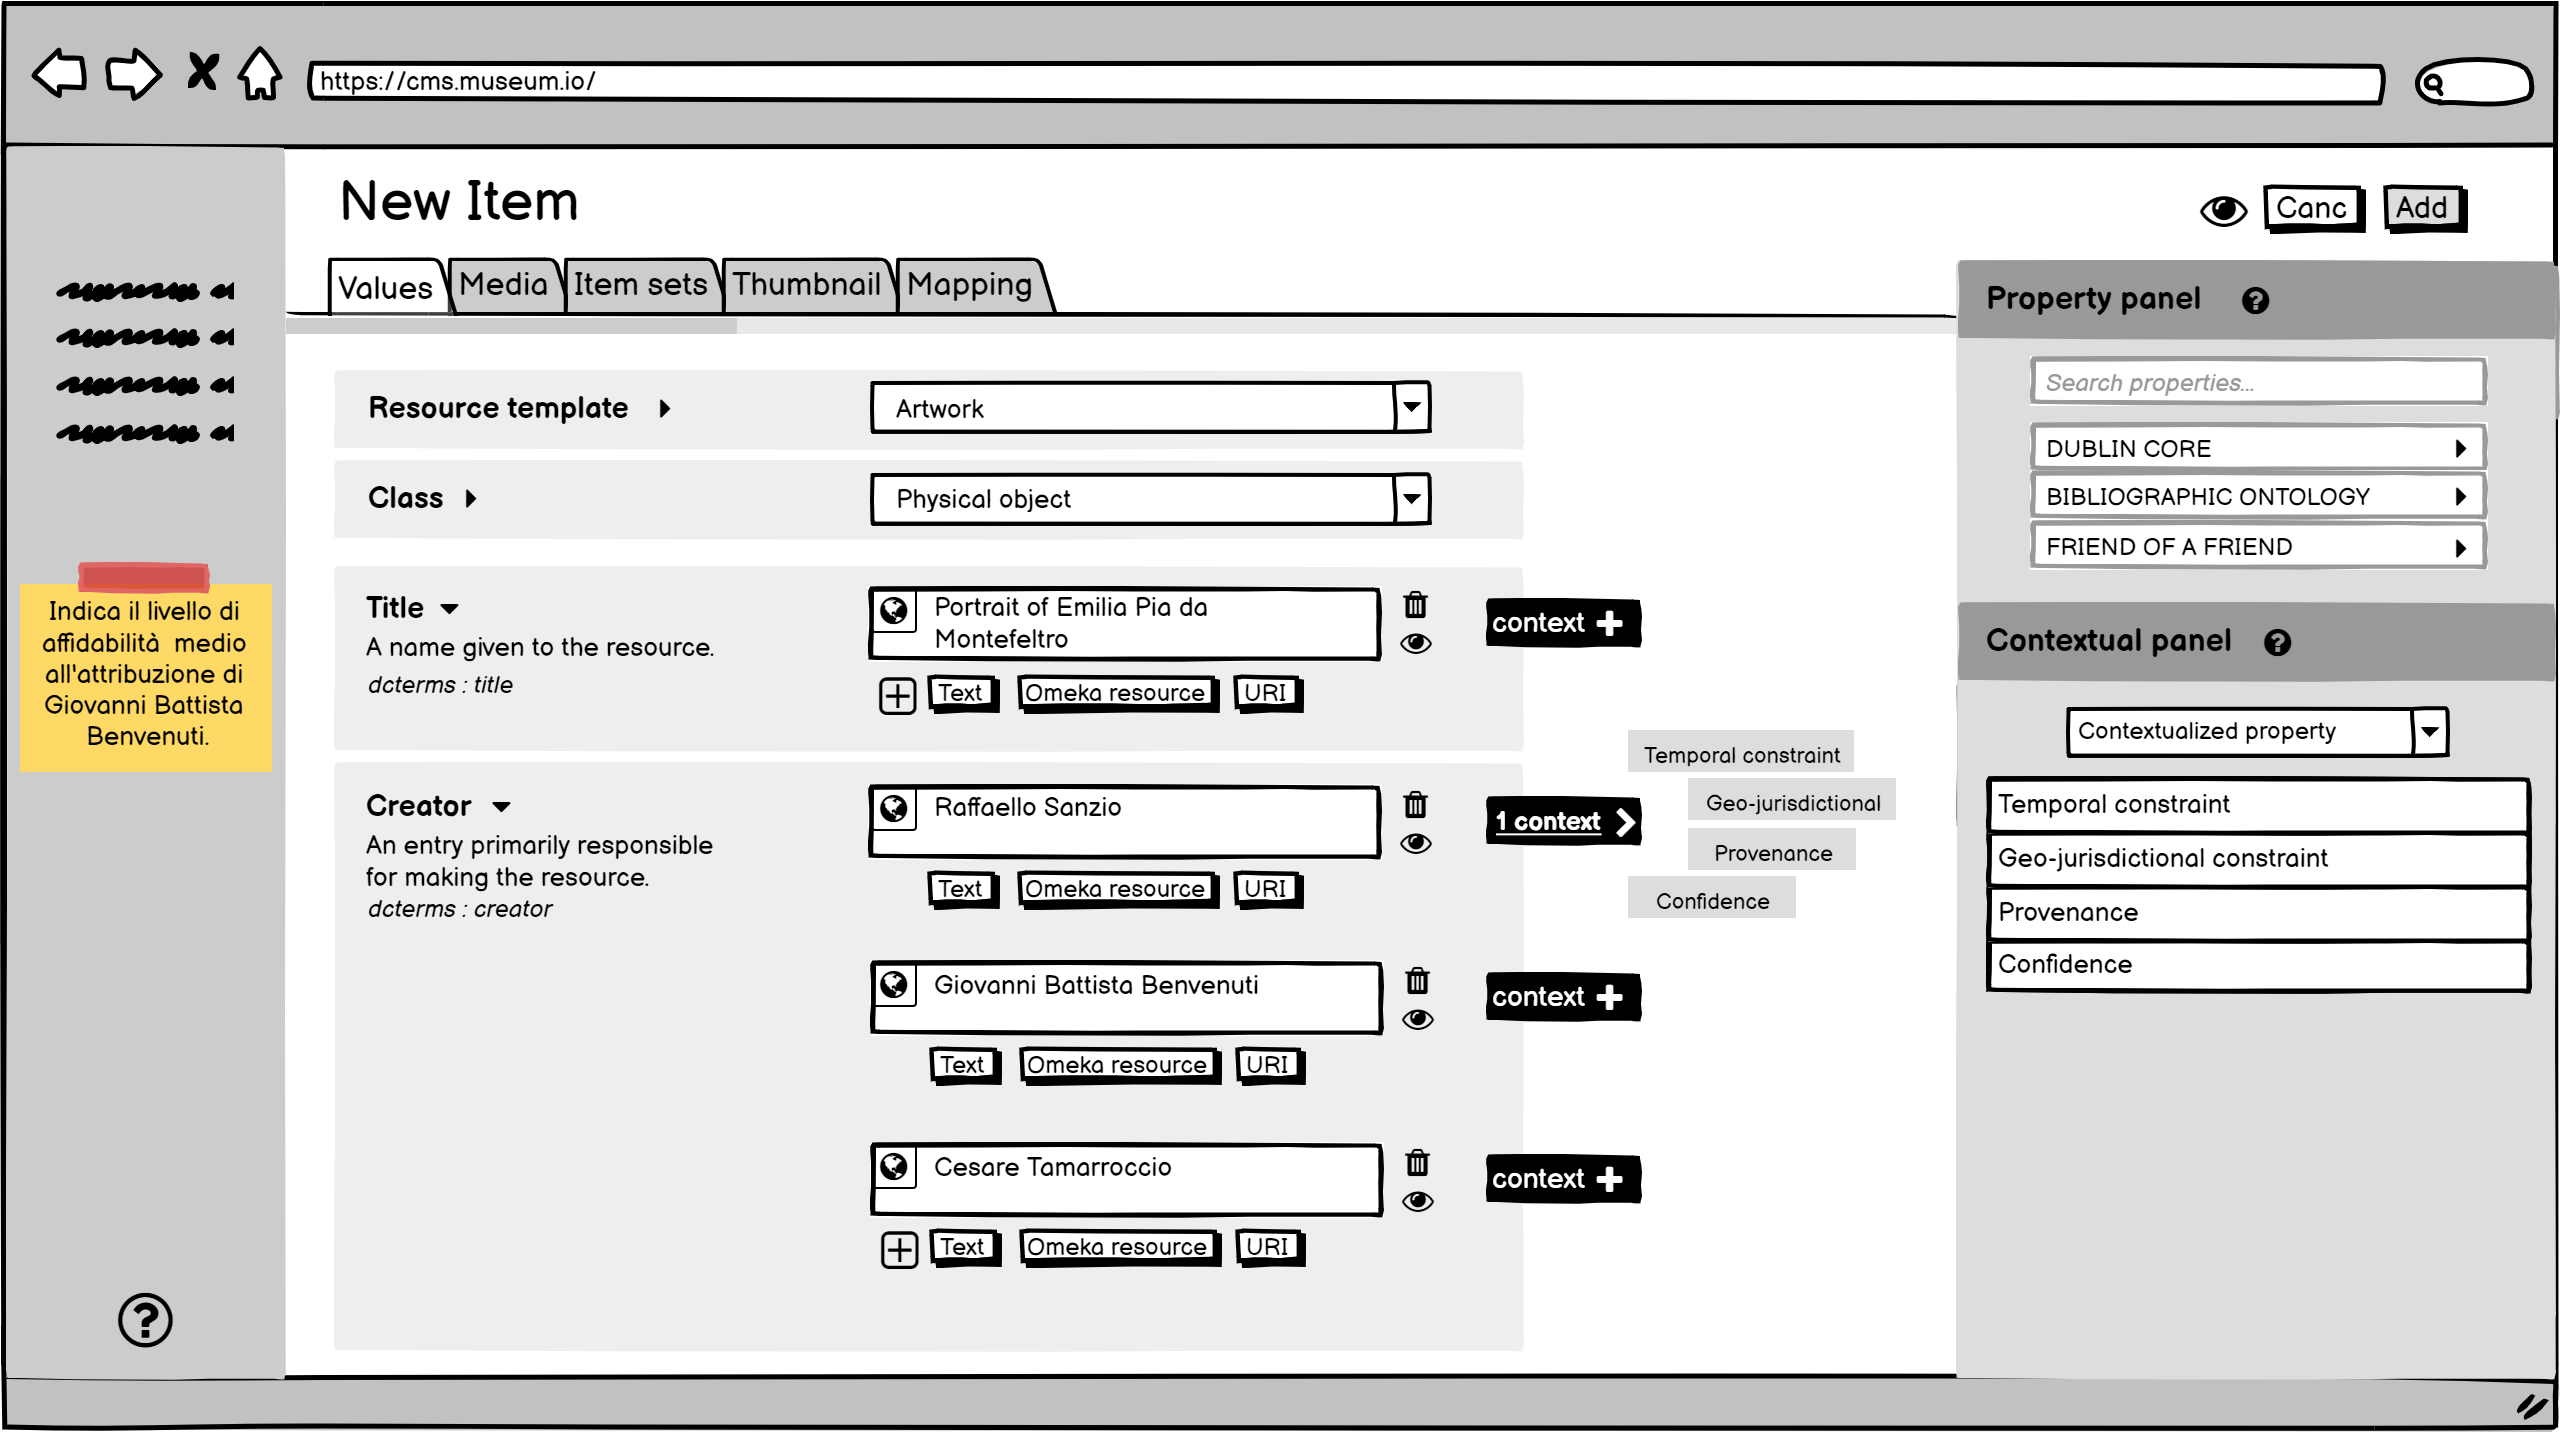 https://cms.museum.io/
New Item
Canc
Add
Values
Media
Item sets
Thumbnail
Mapping
Resource template
Artwork
Class
Physical object
Indica il livello di
affidabilità  medio
all'attribuzione di
Giovanni Battista
Benvenuti.
Title
A name given to the resource.
dcterms : title
Portrait of Emilia Pia da
Montefeltro
Text
Omeka resource
URI
context
Creator
An entry primarily responsible
for making the resource.
dcterms : creator
Raffaello Sanzio
Text
Omeka resource
URI
1 context
Temporal constraint
Geo-jurisdictional
Provenance
Confidence
Giovanni Battista Benvenuti
Text
Omeka resource
URI
context
Cesare Tamarroccio
Text
Omeka resource
URI
context
Property panel
Search properties...
DUBLIN CORE
BIBLIOGRAPHIC ONTOLOGY
FRIEND OF A FRIEND
Contextual panel
Contextualized property
Temporal constraint
Geo-jurisdictional constraint
Provenance
Confidence